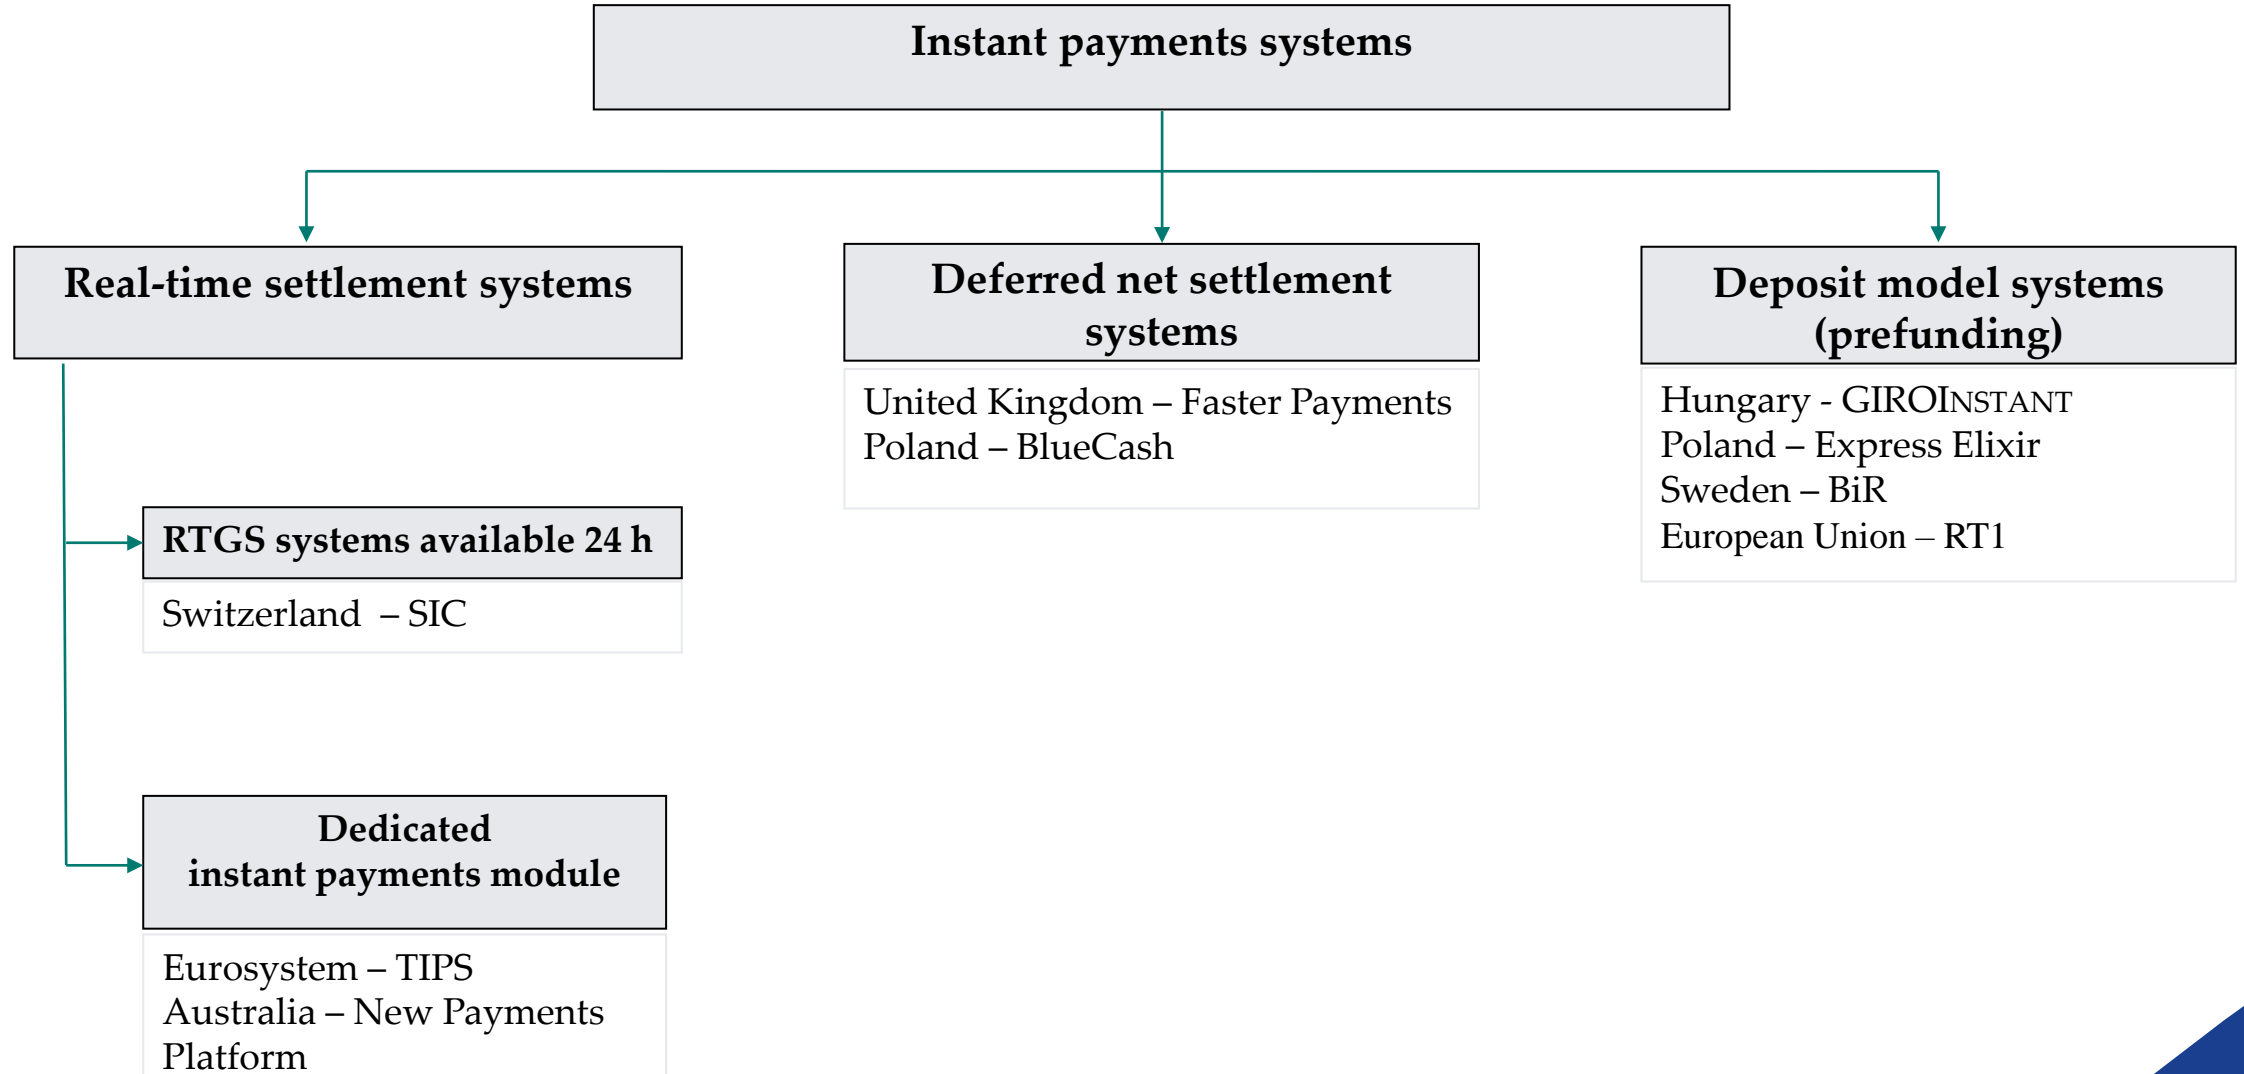 Instant payments systems
Real-time settlement systems
RTGS systems available 24 h
Switzerland – SIC
Dedicated
instant payments module
Eurosystem – TIPS
Australia – New Payments
Platform
Deferred net settlement
systems
United Kingdom – Faster Payments
Poland – BlueCash
Deposit model systems
(prefunding)
Hungary - GIROINSTANT
Poland – Express Elixir
Sweden – BiR
European Union – RT1